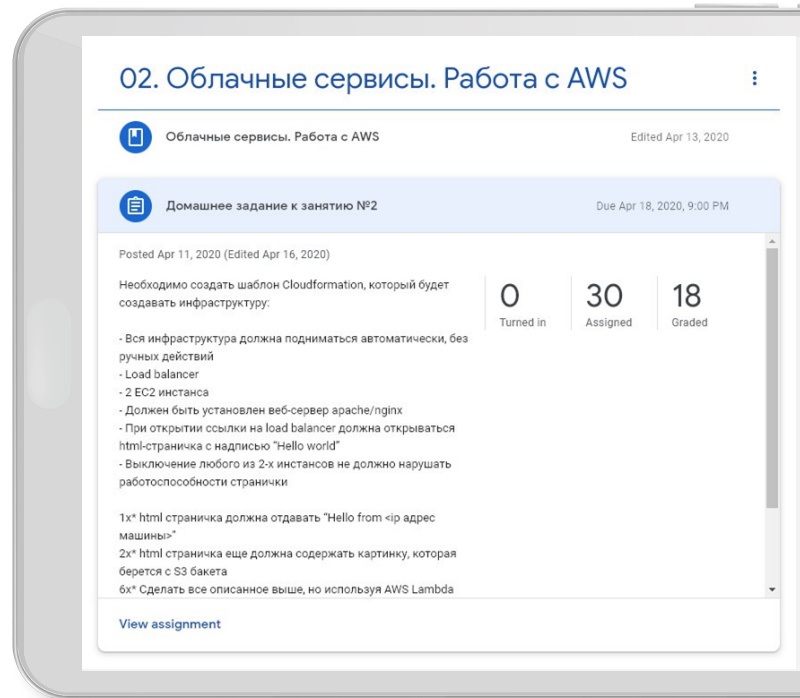 02. Облачные сервисы. Работа с AWS
Облачные сервисы. Работа с AWS
Edited Apr 13, 2020
Домашнее задание к занятию №2
Due Apr 18, 2020, 9:00 PM
Posted Apr 11, 2020 (Edited Apr 16, 2020)
Необходимо создать шаблон Cloudformation, который будет
создавать инфраструктуру:
- Вся инфраструктура должна подниматься автоматически, без
ручных действий
- Load balancer
- 2 EC2 инстанса
- Должен быть установлен веб-сервер apache/nginx
- При открытии ссылки на load balancer должна открываться
html-страничка с надписью "Hello world"
- Выключение любого из 2-х инстансов не должно нарушать
работоспособности странички
1x* html страничка должна отдавать "Hello from <ip адрес
машины>"
2x* html страничка еще должна содержать картинку, которая
берется с S3 бакета
6x* Сделать все описанное выше, но используя AWS Lambda
0
Turned in
30
Assigned
18
Graded
View assignment